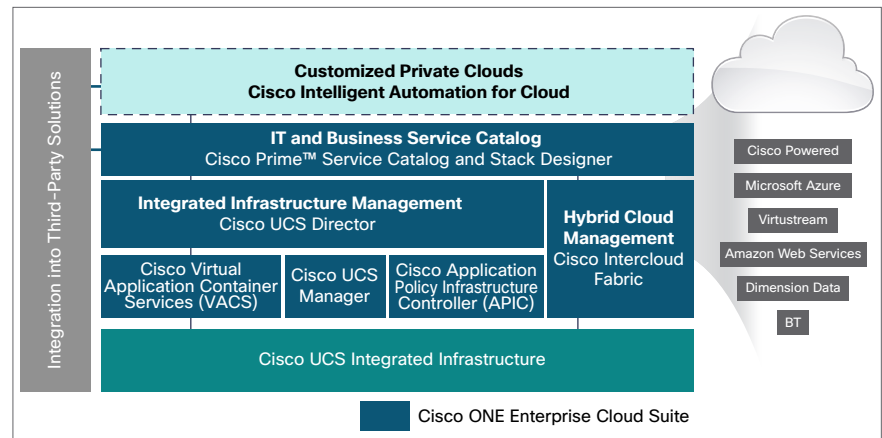 Integration into Third-Party Solutions
Customized Private Clouds
Cisco Intelligent Automation for Cloud
IT and Business Service Catalog
Cisco Prime™ Service Catalog and Stack Designer
Integrated Infrastructure Management
Cisco UCS Director
Hybrid Cloud
Management
Cisco Intercloud
Fabric
Cisco Virtual
Application Container
Services (VACS)
Cisco UCS
Manager
Cisco Application
Policy Infrastructure
Controller (APIC)
Cisco UCS Integrated Infrastructure
Cisco Powered
Microsoft Azure
Virtustream
Amazon Web Services
Dimension Data
BT
Cisco ONE Enterprise Cloud Suite